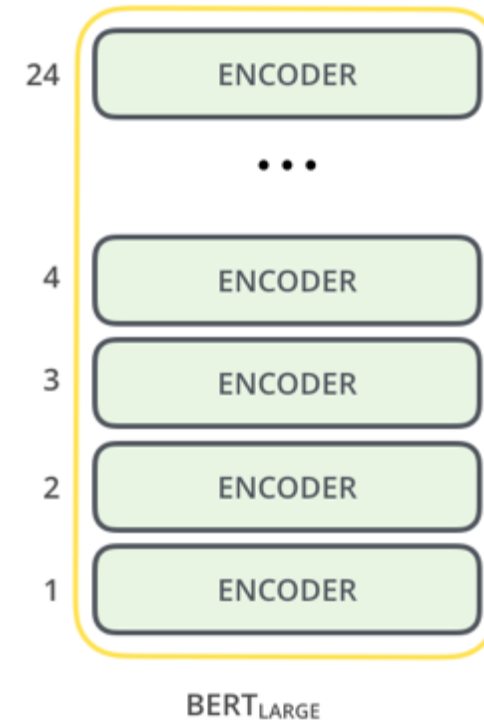 24 ENCODER
...
4 ENCODER
3 ENCODER
2 ENCODER
1 ENCODER
BERTLARGE